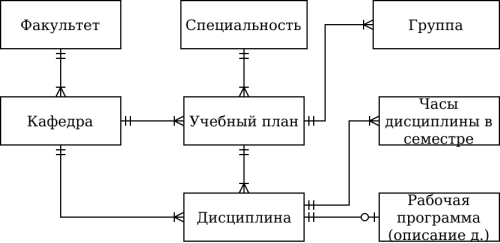 Факультет
Специальность
Группа
Кафедра
Учебный план
Часы
дисциплины в
семестре
Дисциплина
Рабочая
программа
(описание д.)